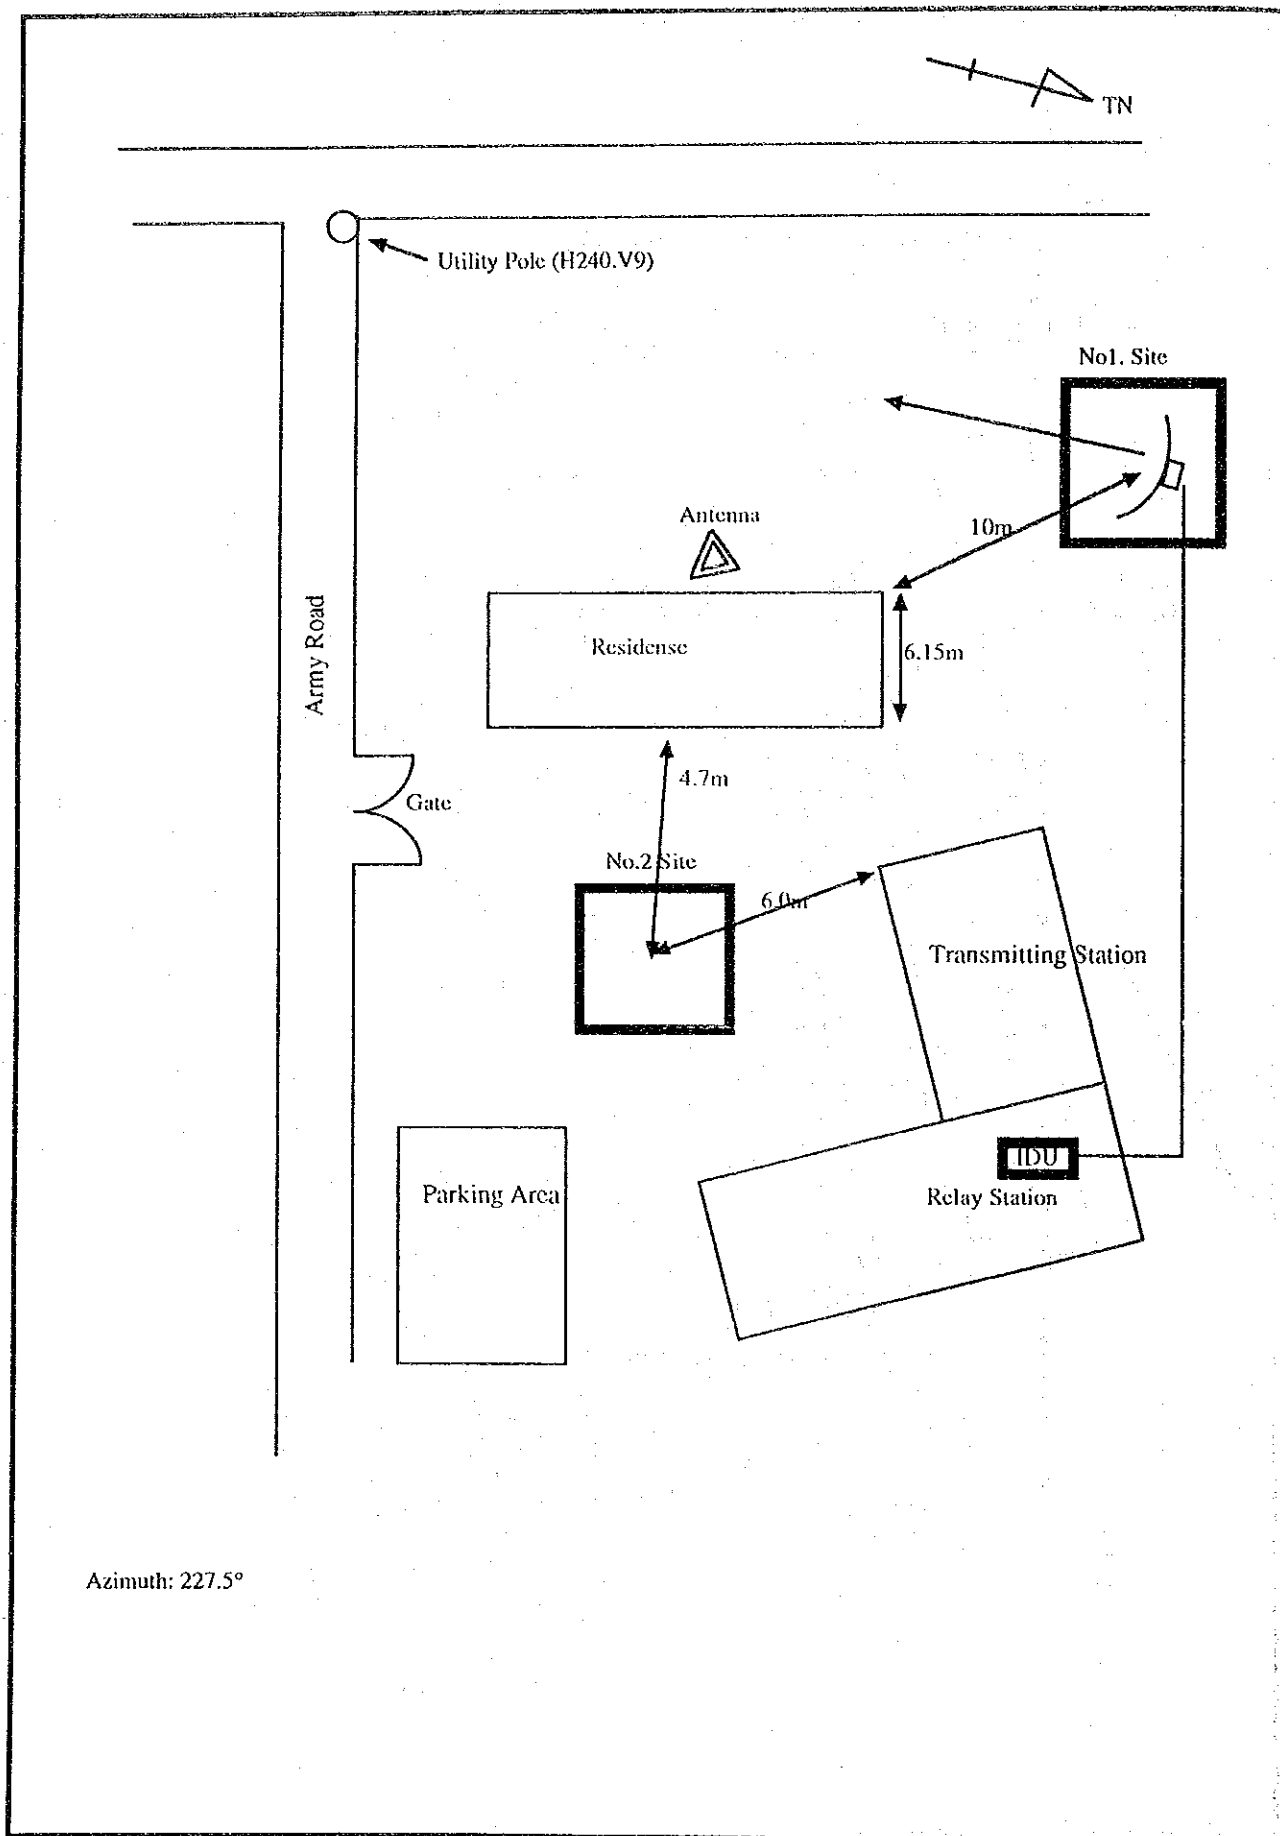 TN
Utility Pole (H240.V9)
No1. Site
Antenna
10m
Residense
6.15m
Army Road
4.7m
Gate
No.2 Site
6.0m
Transmitting Station
IDU
Parking Area
Relay Station
Azimuth: 227.5°